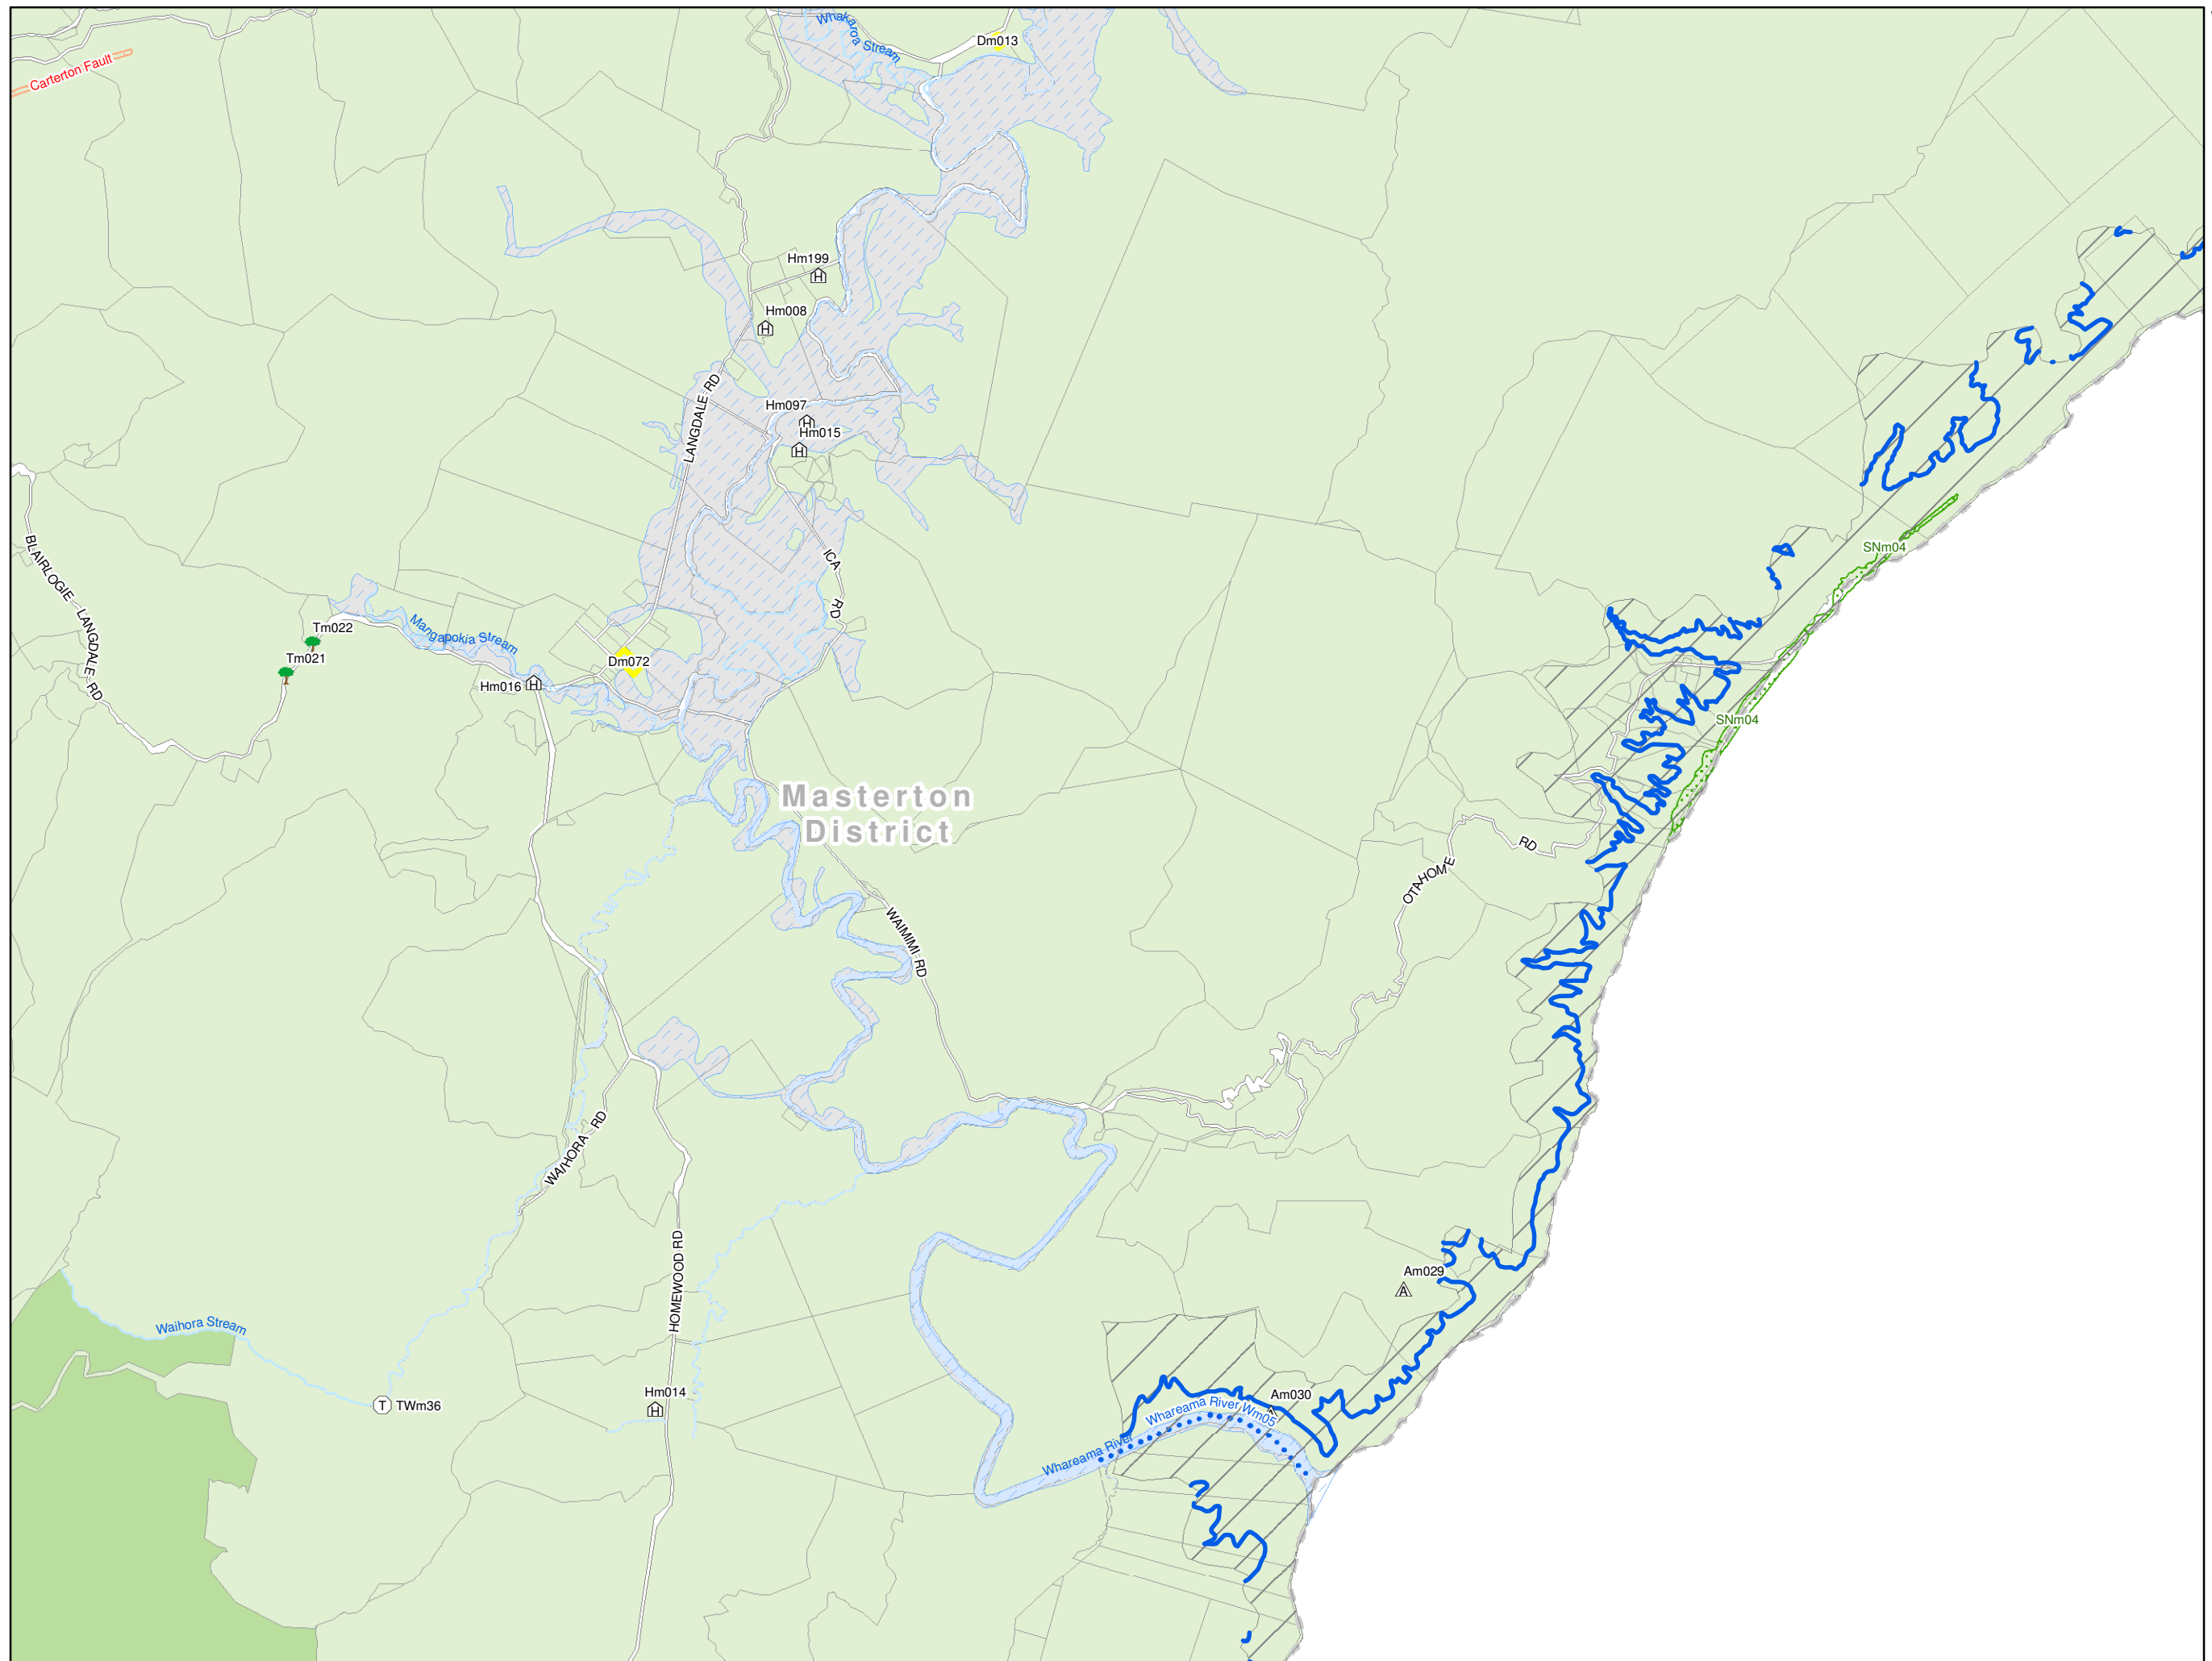 Whakaroa Stream
Dm013
Carterton Fault
Hm199
H
Hm008
H
LANGDALE RD
Hm097
H
Hm015
H
ICA RD
SNm04
BLAIRLOGIE LANGDALE RD
Tm022
Mangapokia Stream
Tm021
Dm072
Hm016
H
SNm04
Masterton
District
RD
OTAHOME
WAIMIMI RD
WAIHORA RD
HOMEWOOD RD
Am029
A
Waihora Stream
Hm014
H
T
TWm36
Am030
A
Whareama River Wm05
Whareama River